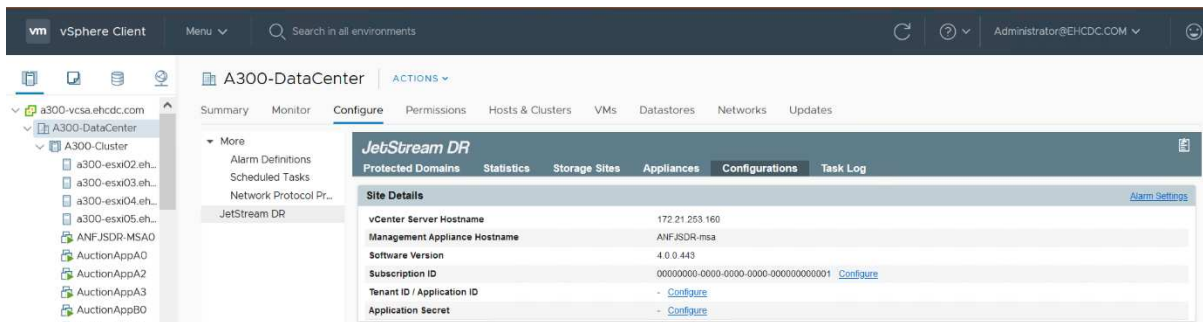 vm vSphere Client Menu Search in all environments Administrator@EHCDC.COM
A300-DataCenter ACTIONS
a300-vcsa.ehcdc.com
A300-DataCenter
A300-Cluster
a300-esxi02.eh...
a300-esxi03.eh...
a300-esxi04.eh...
a300-esxi05.eh...
ANFJSDR-MSA0
AuctionAppA0
AuctionAppA2
AuctionAppA3
AuctionAppB0
Summary Monitor Configure Permissions Hosts & Clusters VMs Datastores Networks Updates
More
Alarm Definitions
Scheduled Tasks
Network Protocol Pr...
JetStream DR
JetStream DR
Protected Domains Statistics Storage Sites Appliances Configurations Task Log
Site Details Alarm Settings
vCenter Server Hostname 172.21.253.160
Management Appliance Hostname ANFJSDR-msa
Software Version 4.0.0.443
Subscription ID 00000000-0000-0000-0000-000000000001 Configure
Tenant ID / Application ID - Configure
Application Secret - Configure